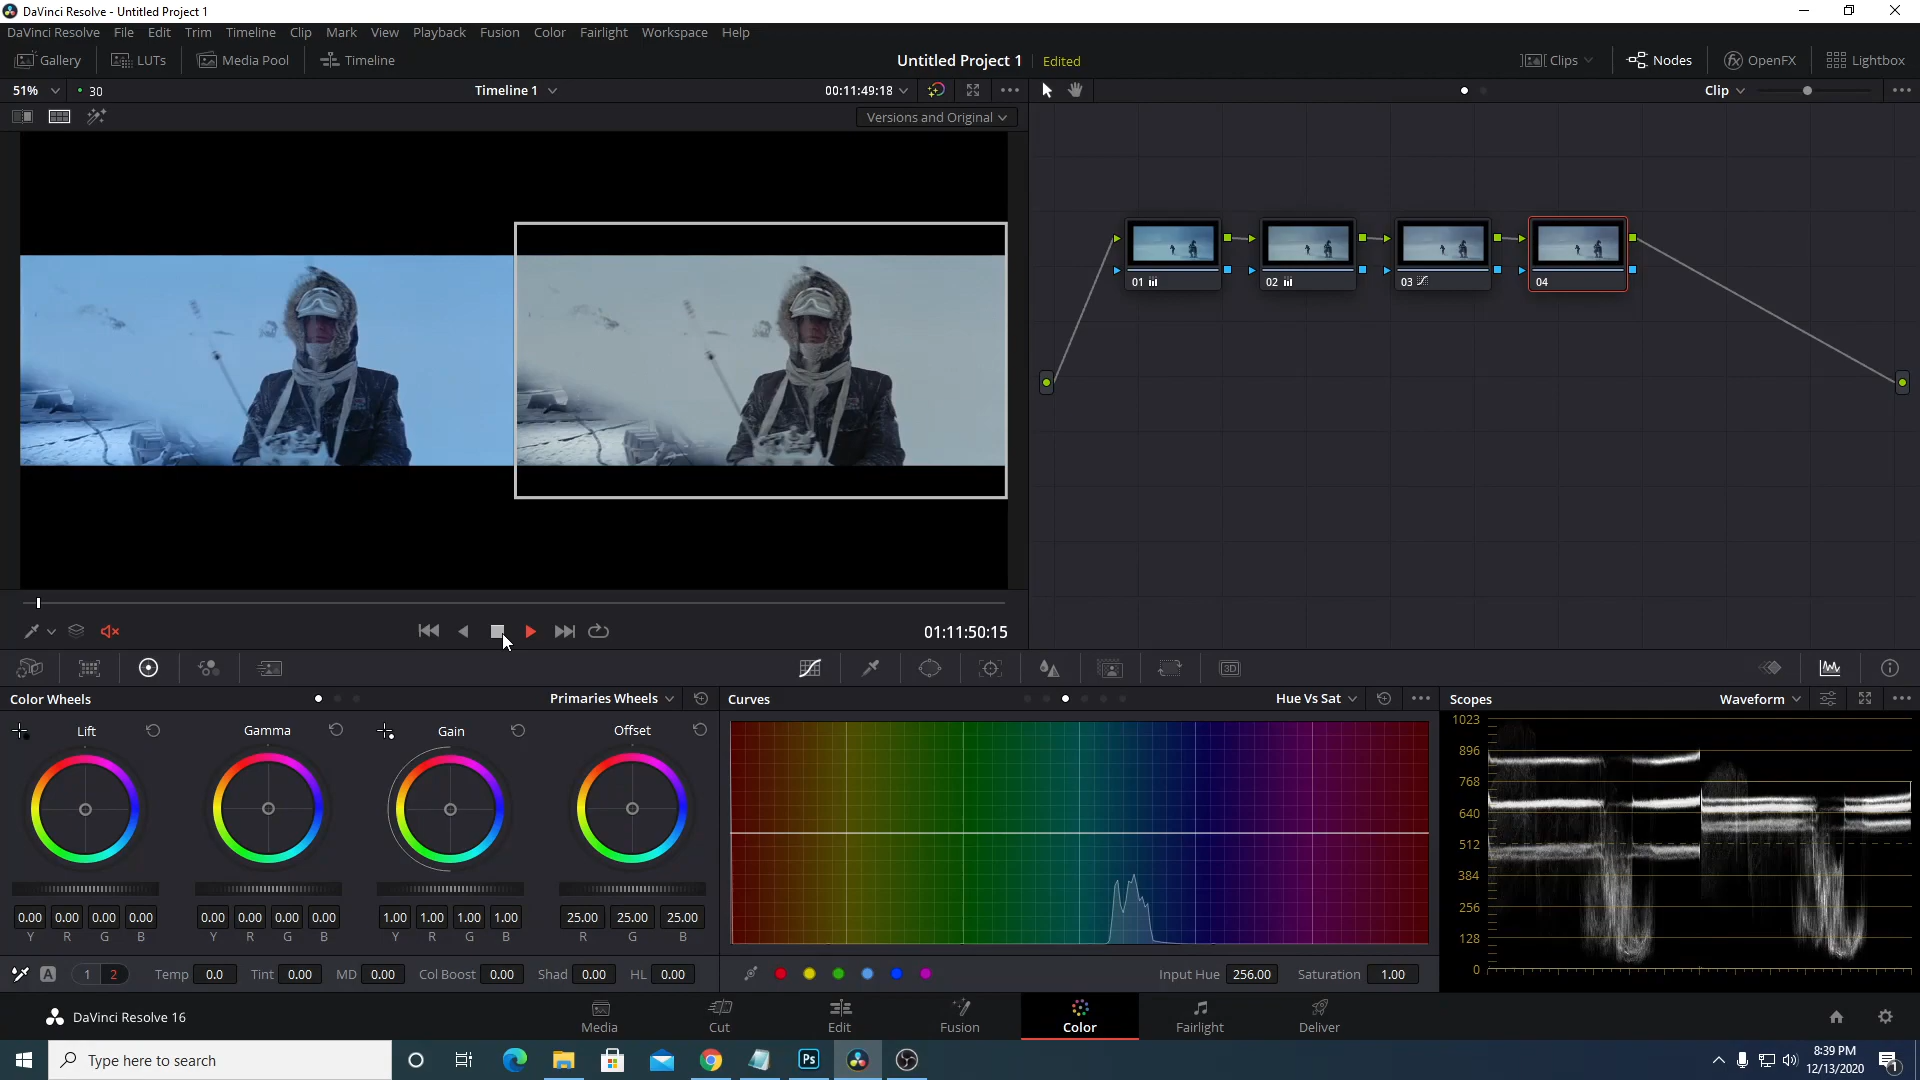 DaVinci Resolve - Untitled Project 1
DaVinci Resolve File Edit Trim Timeline Clip Mark View Playback Fusion Color Fairlight Workspace Help
Gallery LUTs Media Pool Timeline Untitled Project 1 Edited Clips Nodes OpenFX Lightbox
51% 30 Timeline 1 00:11:49:18 Clip
Versions and Original
01 02 03 04
01:11:50:15
Color Wheels Primaries Wheels Curves Hue Vs Sat Scopes Waveform
Lift Gamma Gain Offset
1023
896
768
640
512
384
256
128
0
0.00 0.00 0.00 0.00 0.00 0.00 0.00 0.00 1.00 1.00 1.00 1.00 25.00 25.00 25.00
Y R G B Y R G B Y R G B R G B
A 1 2 Temp 0.0 Tint 0.00 MD 0.00 Col Boost 0.00 Shad 0.00 HL 0.00 Input Hue 256.00 Saturation 1.00
3D
DaVinci Resolve 16 Media Cut Edit Fusion Color Fairlight Deliver
Type here to search Ps 8:39 PM
12/13/2020 1